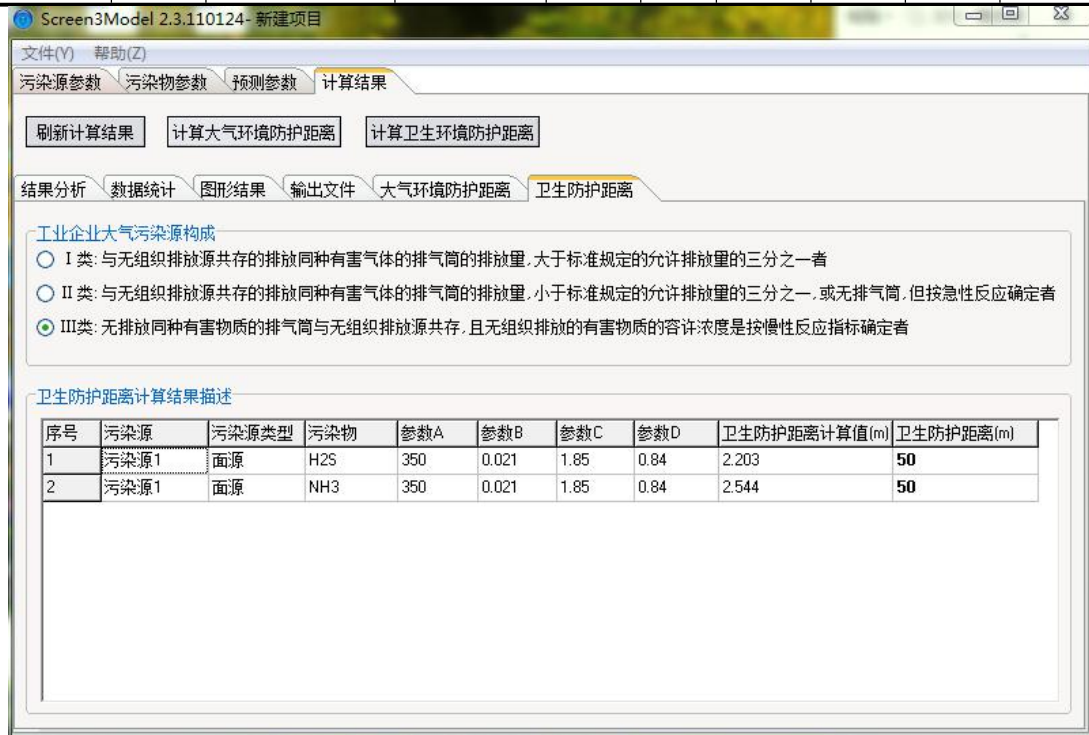 Screen3Model 2.3.110124- 新建项目
文件(Y) 帮助(Z)
污染源参数 污染物参数 预测参数 计算结果
刷新计算结果 计算大气环境防护距离 计算卫生环境防护距离
结果分析 数据统计 图形结果 输出文件 大气环境防护距离 卫生防护距离
工业企业大气污染源构成
I 类: 与无组织排放源共存的排放同种有害气体的排气筒的排放量,大于标准规定的允许排放量的三分之一者
II 类: 与无组织排放源共存的排放同种有害气体的排气筒的排放量,小于标准规定的允许排放量的三分之一,或无排气筒,但按急性反应确定者
III类: 无排放同种有害物质的排气筒与无组织排放源共存,且无组织排放的有害物质的容许浓度是按慢性反应指标确定者
卫生防护距离计算结果描述
序号 污染源 污染源类型 污染物 参数A 参数B 参数C 参数D 卫生防护距离计算值(m) 卫生防护距离(m)
1 污染源1 面源 H2S 350 0.021 1.85 0.84 2.203 50
2 污染源1 面源 NH3 350 0.021 1.85 0.84 2.544 50